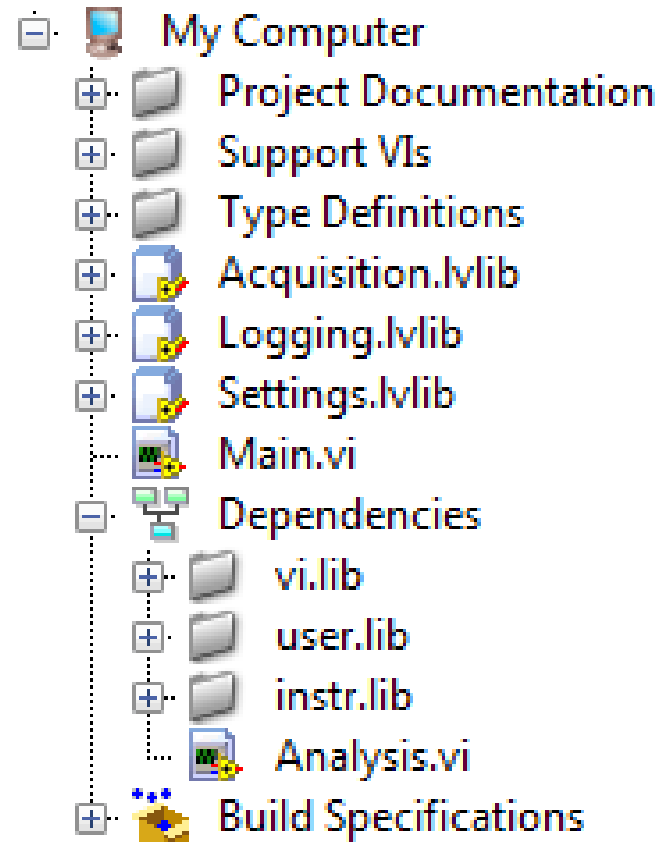 My Computer
Project Documentation
Support VIs
Type Definitions
Acquisition.lvlib
Logging.lvlib
Settings.lvlib
Main.vi
Dependencies
vi.lib
user.lib
instr.lib
Analysis.vi
Build Specifications